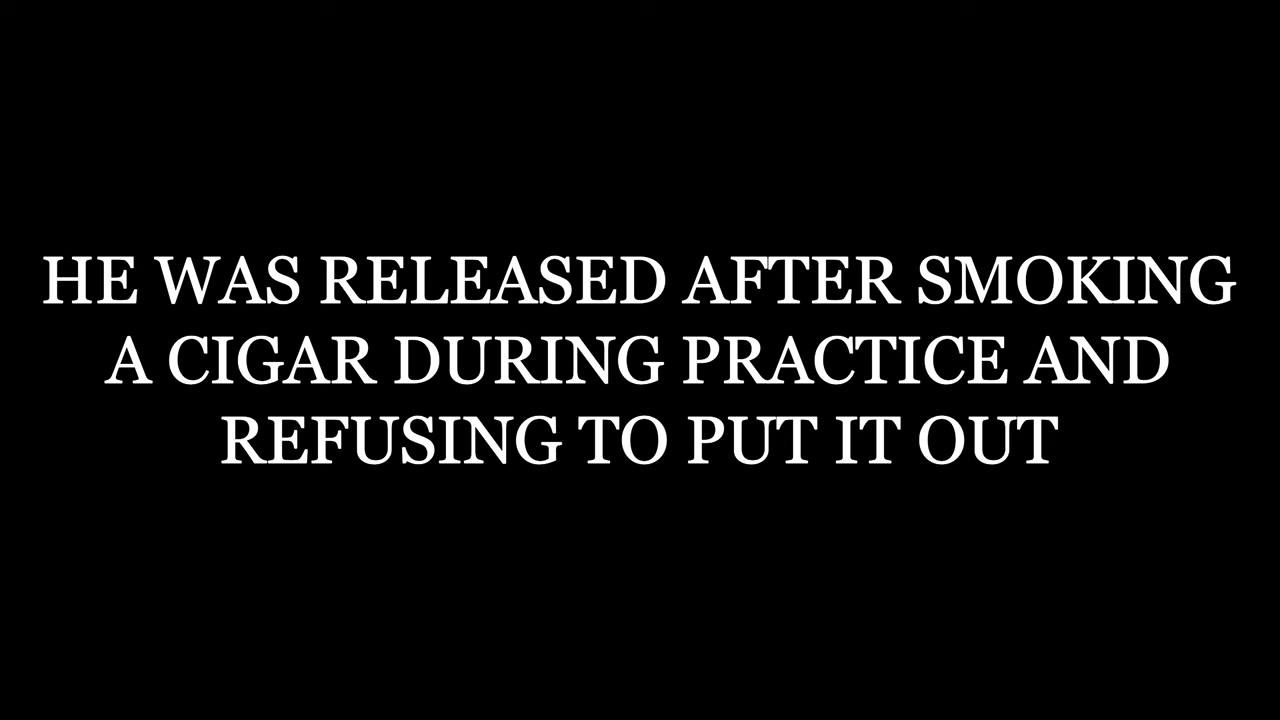 HE WAS RELEASED AFTER SMOKING
A CIGAR DURING PRACTICE AND
REFUSING TO PUT IT OUT